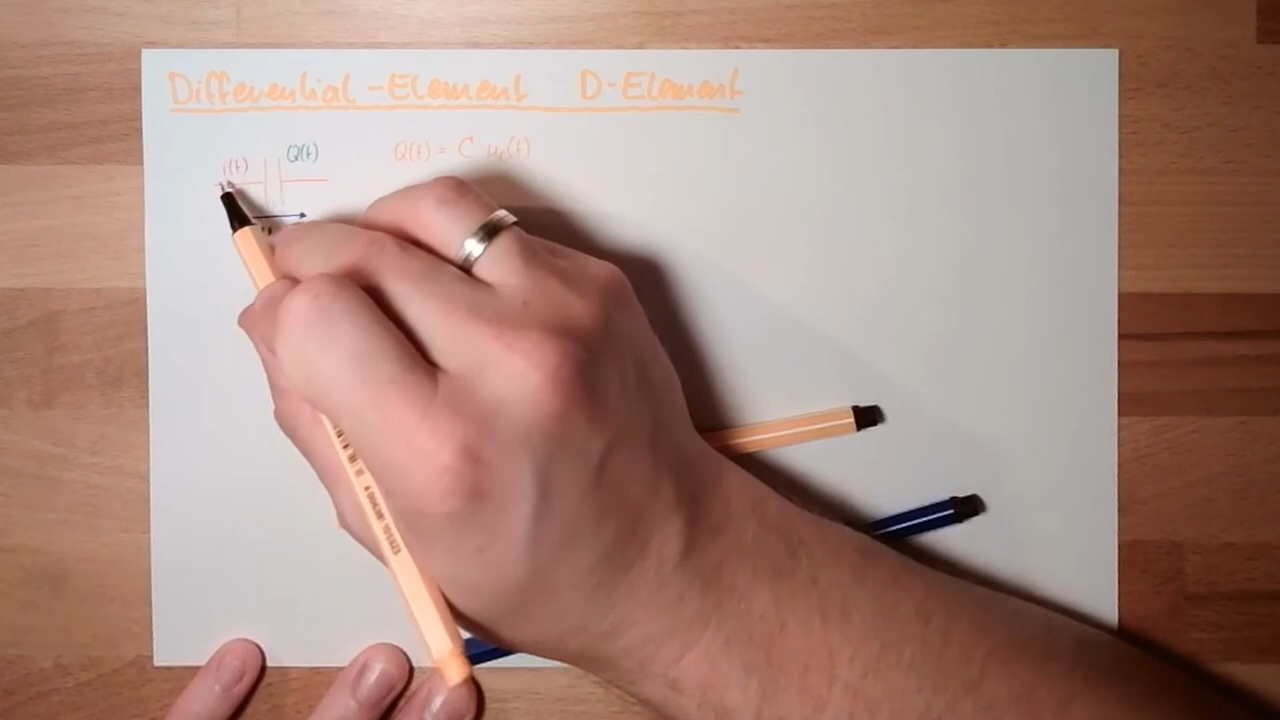 Differential-Element D-Element
i(t) Q(t) Q(t) = C u_c(t)